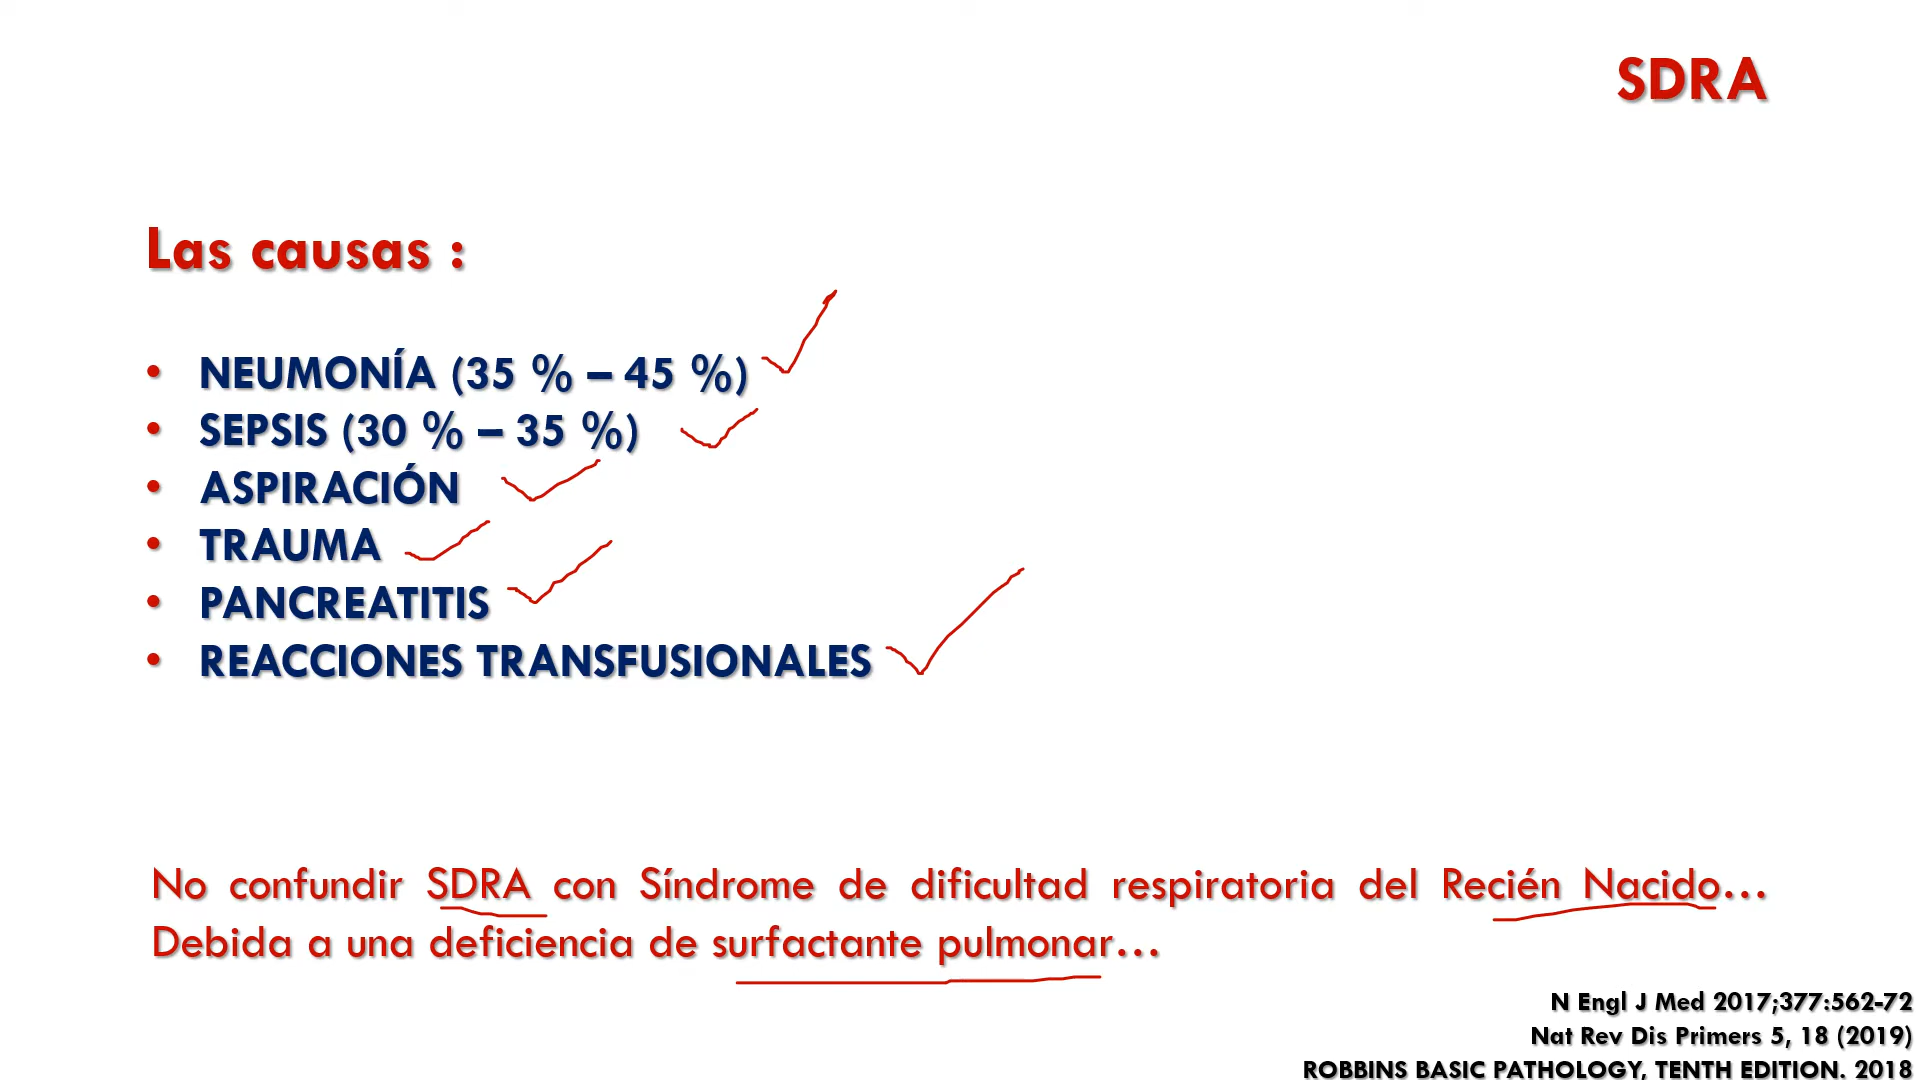 SDRA
Las causas :
• NEUMONÍA (35 % – 45 %)
• SEPSIS (30 % – 35 %)
• ASPIRACIÓN
• TRAUMA
• PANCREATITIS
• REACCIONES TRANSFUSIONALES
No confundir SDRA con Síndrome de dificultad respiratoria del Recién Nacido…
Debida a una deficiencia de surfactante pulmonar…
N Engl J Med 2017;377:562-72
Nat Rev Dis Primers 5, 18 (2019)
ROBBINS BASIC PATHOLOGY, TENTH EDITION. 2018